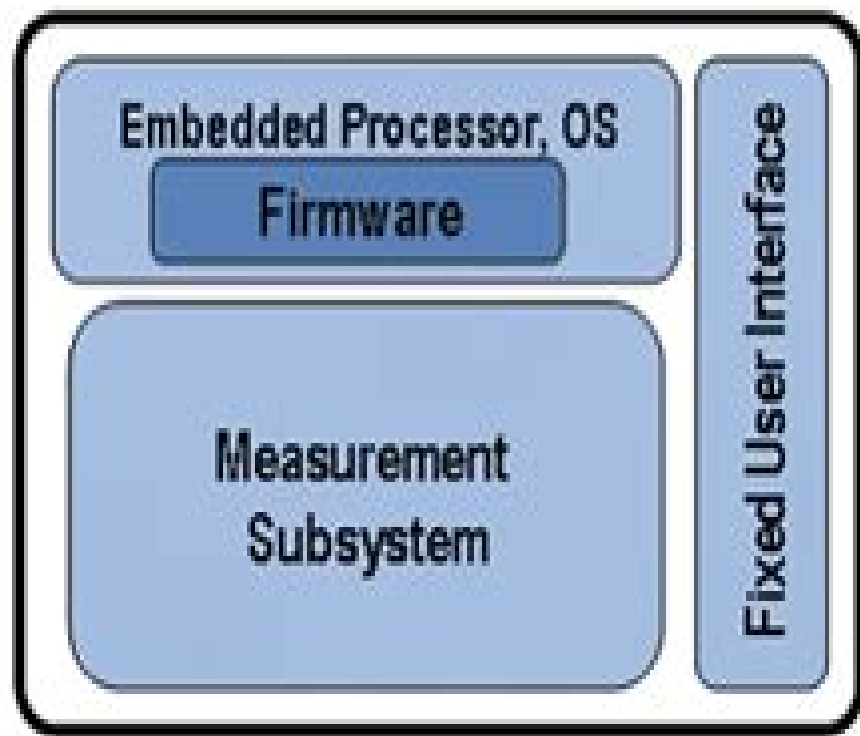 Embedded Processor, OS
Firmware
Measurement
Subsystem
Fixed User Interface